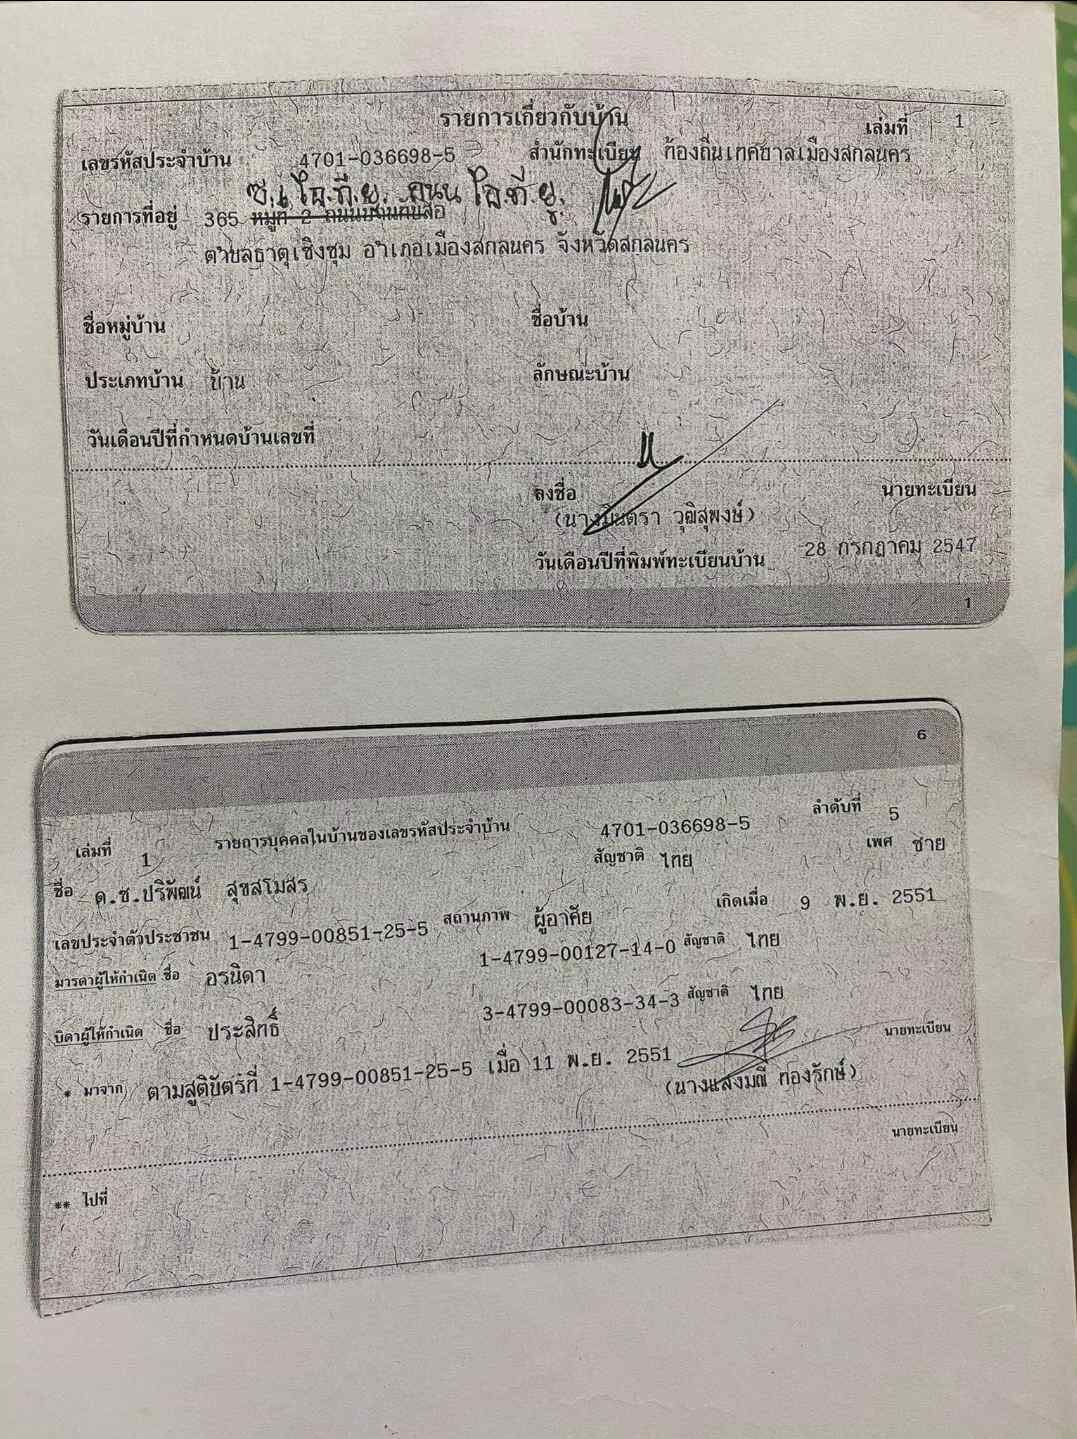 รายการเกี่ยวกับบ้าน
เล่มที่ 1
เลขรหัสประจำบ้าน 4701-036698-5 สำนักทะเบียน ท้องถิ่นเทศบาลเมืองสกลนคร
ซ.1 ไอ.ที.ยู. ถนน ไอ.ที.ยู.
รายการที่อยู่ 365 หมู่ที่ 2
ตำบลธาตุเชิงชุม อำเภอเมืองสกลนคร จังหวัดสกลนคร
ชื่อหมู่บ้าน ชื่อบ้าน
ประเภทบ้าน บ้าน ลักษณะบ้าน
วันเดือนปีที่กำหนดบ้านเลขที่
ลงชื่อ นายทะเบียน
(นาง วุฒิสุพงษ์)
วันเดือนปีที่พิมพ์ทะเบียนบ้าน 28 กรกฎาคม 2547
1
6
เล่มที่ 1 รายการบุคคลในบ้านของเลขรหัสประจำบ้าน 4701-036698-5 ลำดับที่ 5
ชื่อ ด.ช.ปริพัฒน์ สุขสโมสร สัญชาติ ไทย เพศ ชาย
เลขประจำตัวประชาชน 1-4799-00851-25-5 สถานภาพ ผู้อาศัย เกิดเมื่อ 9 พ.ย. 2551
มารดาผู้ให้กำเนิด ชื่อ อรนิดา 1-4799-00127-14-0 สัญชาติ ไทย
บิดาผู้ให้กำเนิด ชื่อ ประสิทธิ์ 3-4799-00083-34-3 สัญชาติ ไทย
* มาจาก ตามสูติบัตรที่ 1-4799-00851-25-5 เมื่อ 11 พ.ย. 2551 นายทะเบียน
(นางแสงมณี ทองรักษ์)
นายทะเบียน
** ไปที่